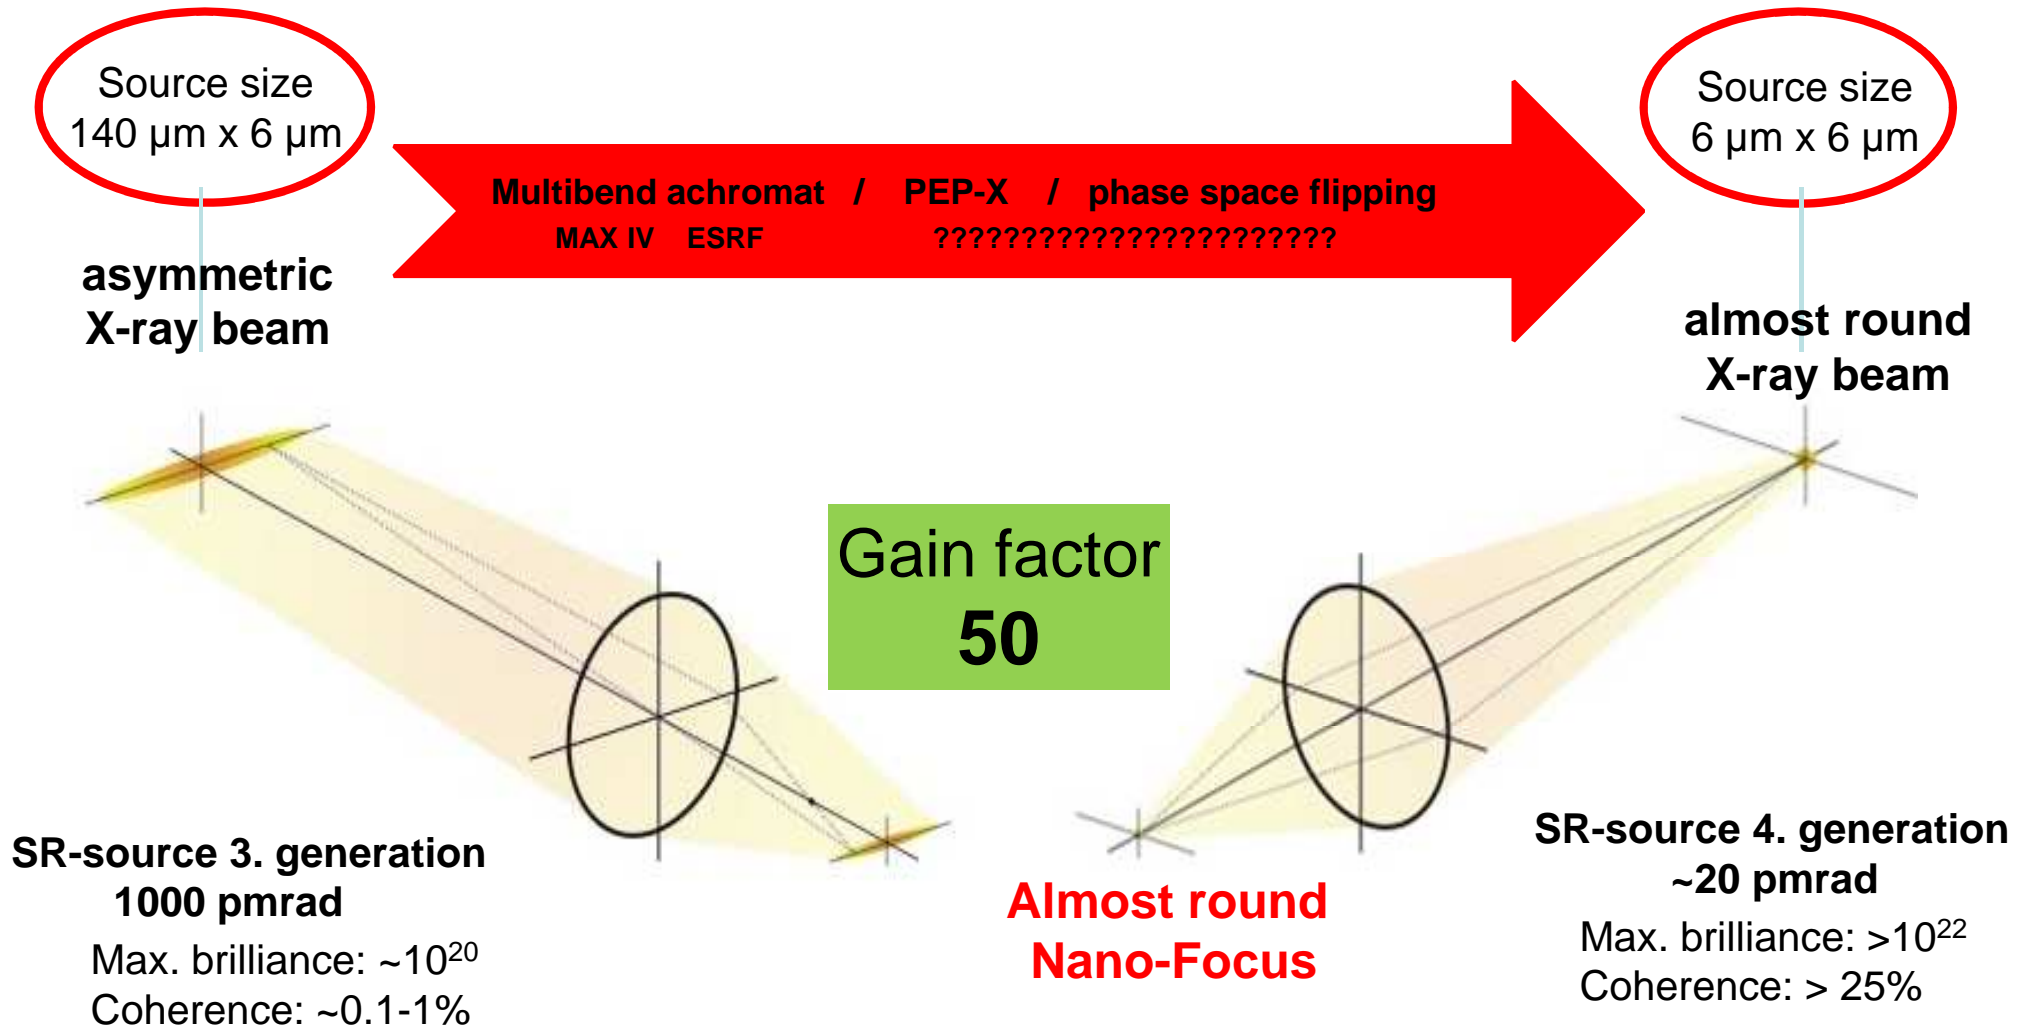 Source size
140 µm x 6 µm
Source size
6 µm x 6 µm
Multibend achromat / PEP-X / phase space flipping
MAX IV ESRF ???????????????????????
asymmetric
X-ray beam
almost round
X-ray beam
Gain factor
50
SR-source 3. generation
1000 pmrad
Max. brilliance: ~10²⁰
Coherence: ~0.1-1%
Almost round
Nano-Focus
SR-source 4. generation
~20 pmrad
Max. brilliance: >10²²
Coherence: > 25%